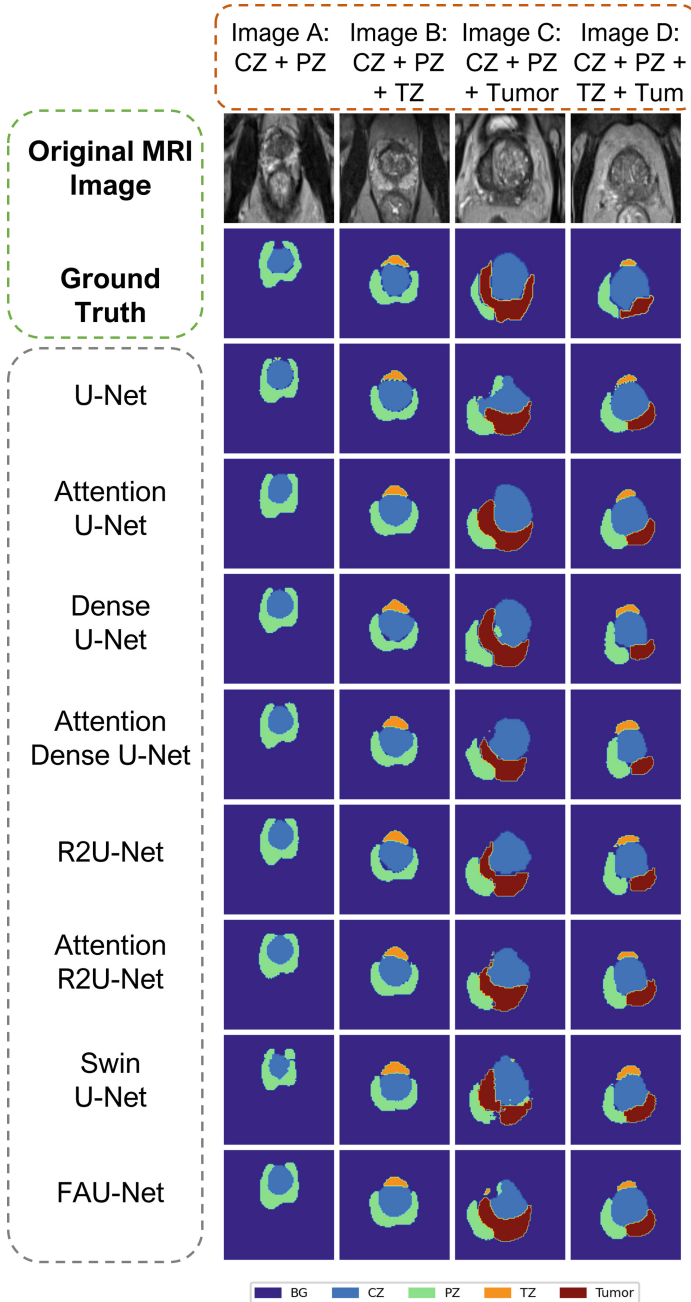 Image A: Image B: Image C: Image D:
CZ + PZ CZ + PZ CZ + PZ CZ + PZ +
+ TZ + Tumor TZ + Tum
Original MRI
Image
Ground
Truth
U-Net
Attention
U-Net
Dense
U-Net
Attention
Dense U-Net
R2U-Net
Attention
R2U-Net
Swin
U-Net
FAU-Net
BG CZ PZ TZ Tumor